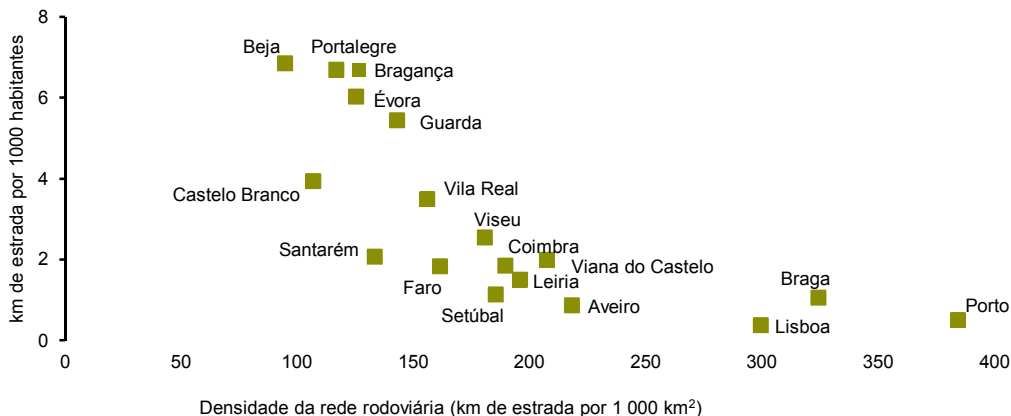 km de estrada por 1000 habitantes
8
6
4
2
0
Beja
Portalegre
Bragança
Évora
Guarda
Castelo Branco
Vila Real
Viseu
Santarém
Coimbra
Viana do Castelo
Faro
Leiria
Setúbal
Aveiro
Braga
Porto
Lisboa
0 50 100 150 200 250 300 350 400
Densidade da rede rodoviária (km de estrada por 1 000 km²)